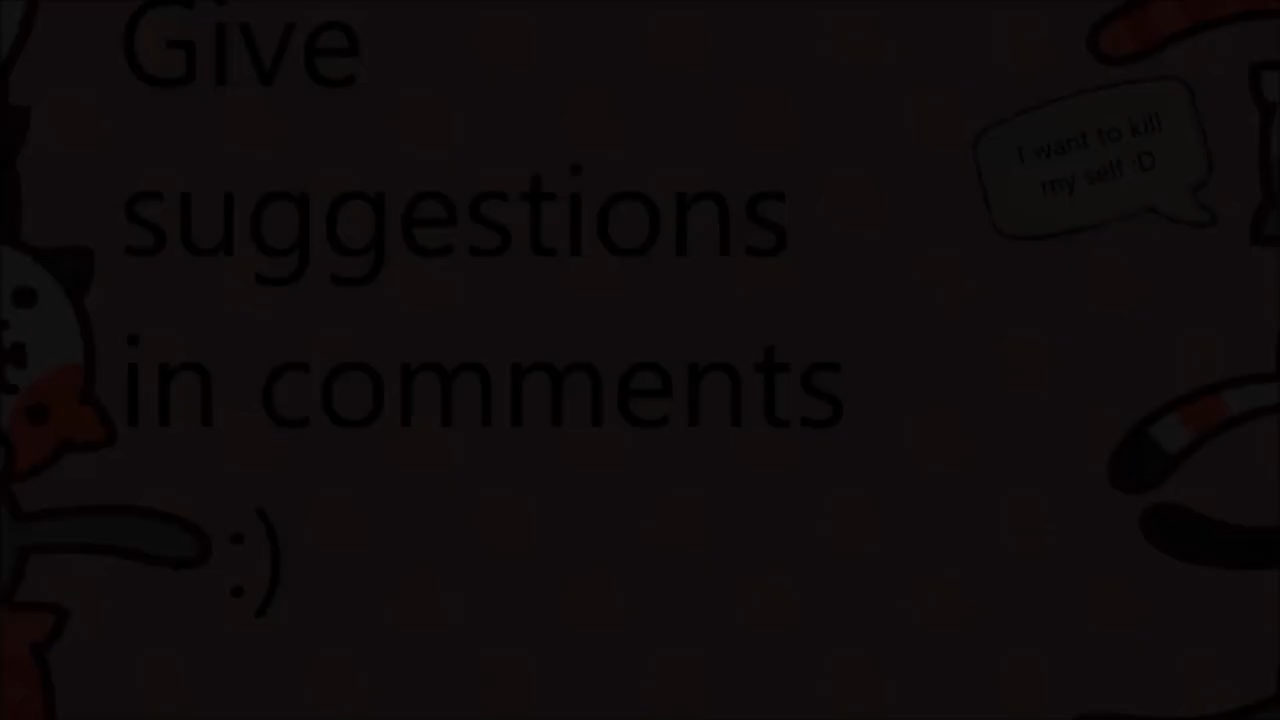 Give
suggestions
in comments
:)
I want to kill
my self :D